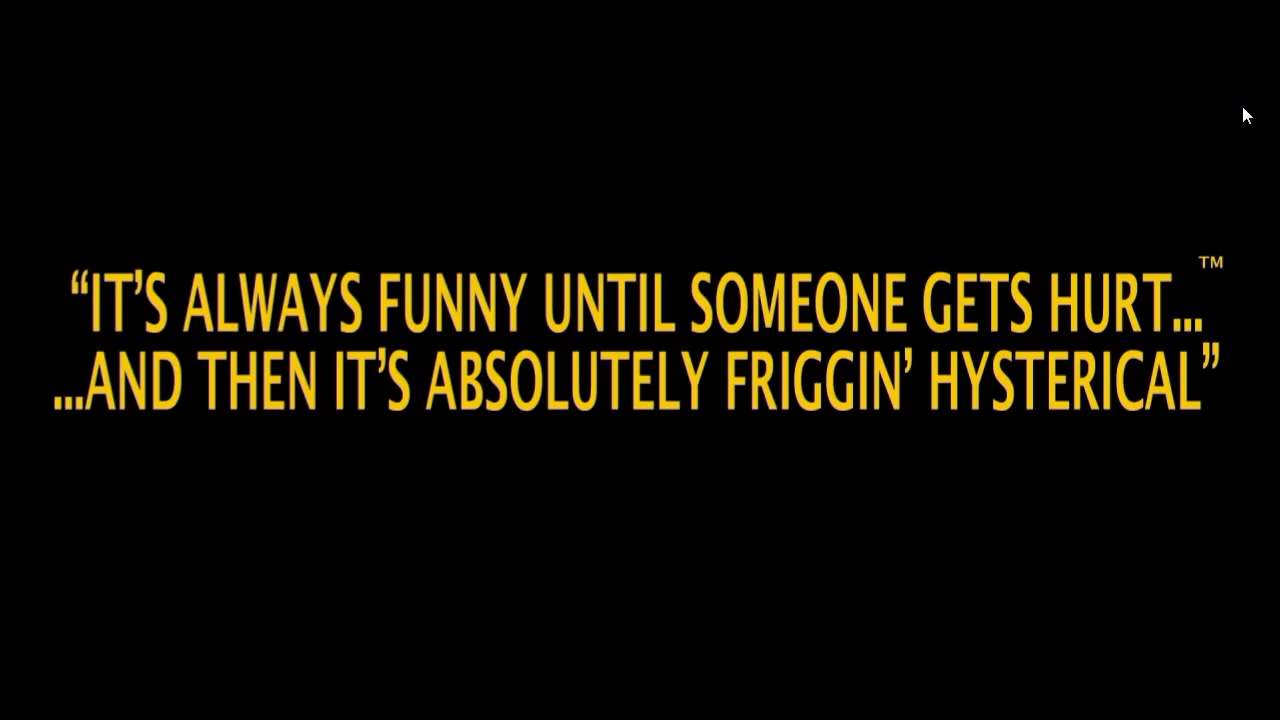 “IT’S ALWAYS FUNNY UNTIL SOMEONE GETS HURT...™
...AND THEN IT’S ABSOLUTELY FRIGGIN’ HYSTERICAL”